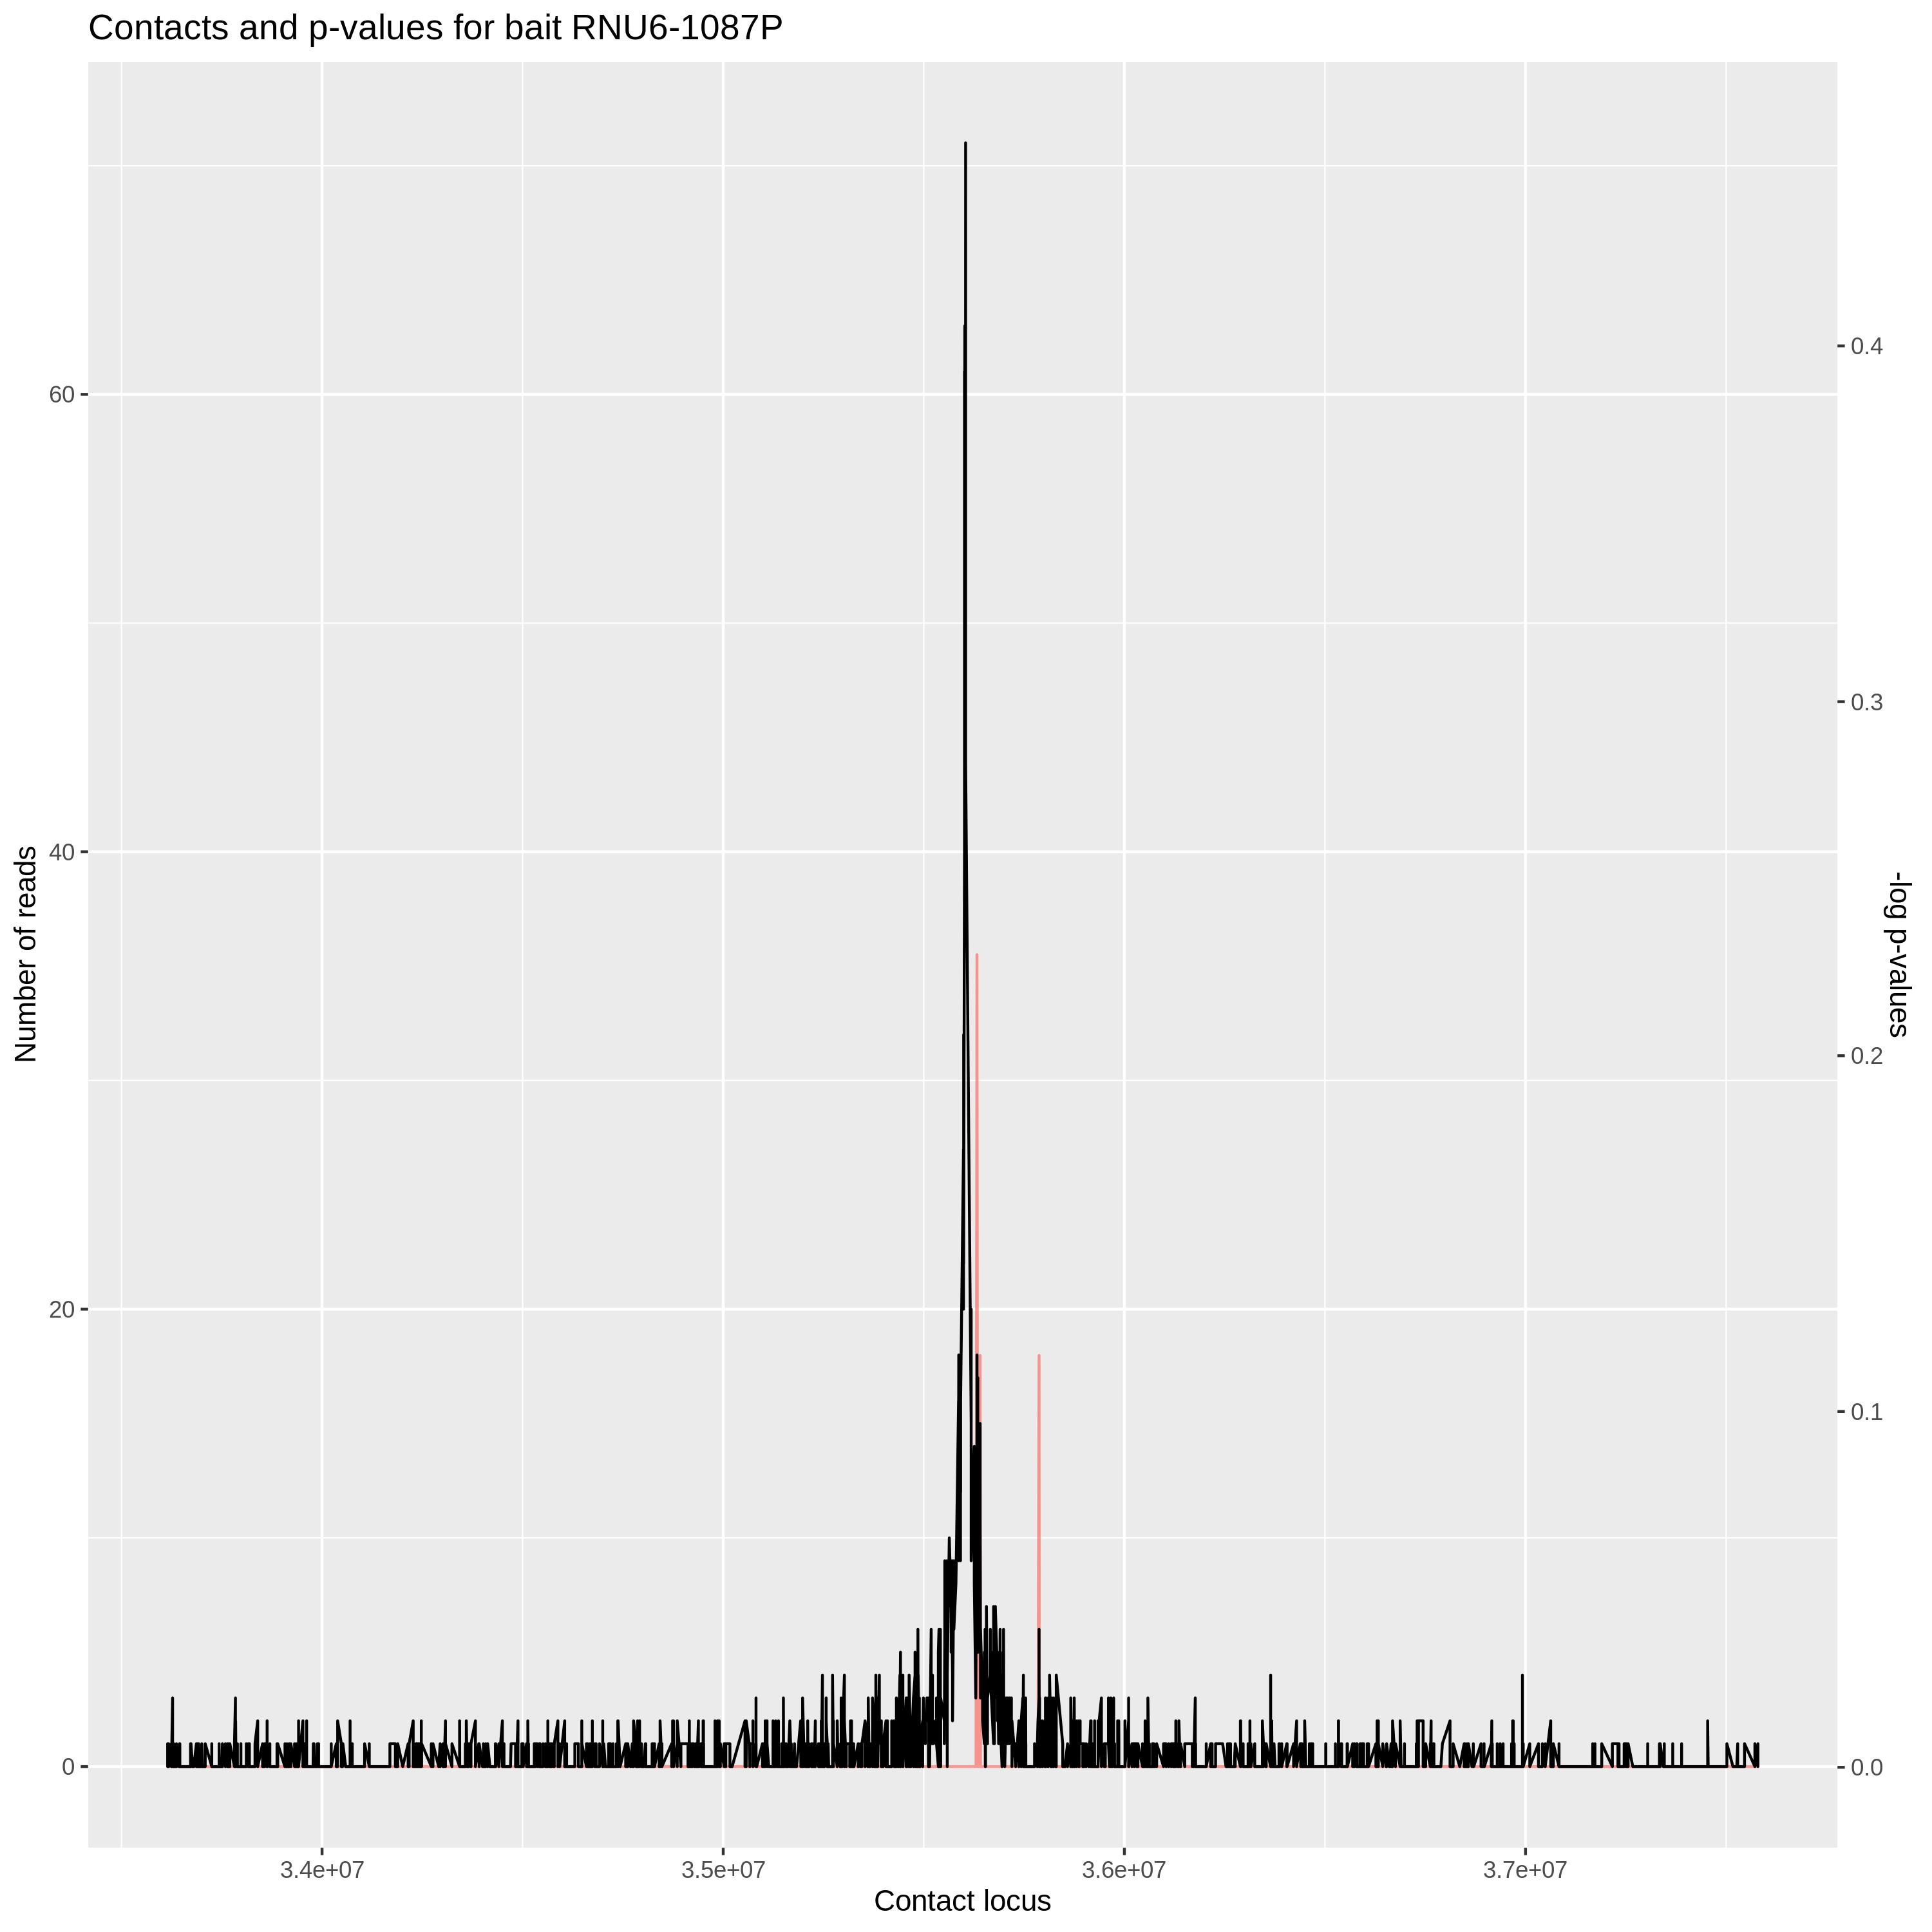 Contacts and p-values for bait RNU6-1087P
60
40
20
0
Number of reads
0.4
0.3
0.2
0.1
0.0
-log p-values
3.4e+07
3.5e+07
3.6e+07
3.7e+07
Contact locus